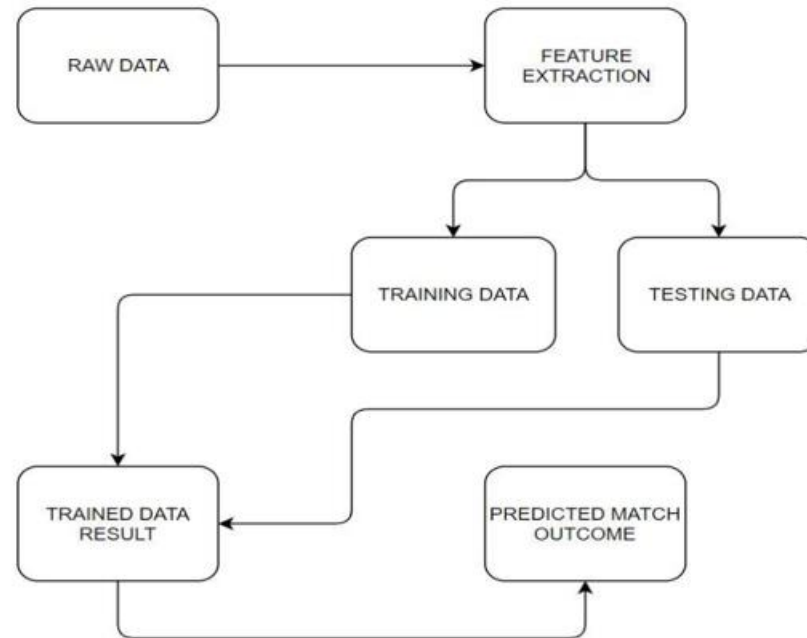 RAW DATA
FEATURE
EXTRACTION
TRAINING DATA
TESTING DATA
TRAINED DATA
RESULT
PREDICTED MATCH
OUTCOME